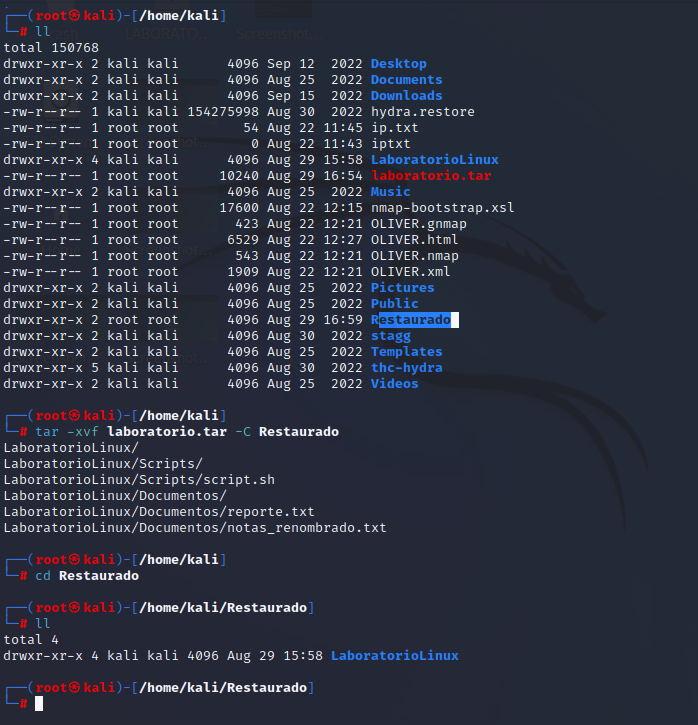 ┌──(root㉿kali)-[/home/kali]
└─# ll
total 150768
drwxr-xr-x 2 kali kali      4096 Sep 12  2022 Desktop
drwxr-xr-x 2 kali kali      4096 Aug 25  2022 Documents
drwxr-xr-x 2 kali kali      4096 Sep 15  2022 Downloads
-rw-r--r-- 1 kali kali 154275998 Aug 30  2022 hydra.restore
-rw-r--r-- 1 root root        54 Aug 22 11:45 ip.txt
-rw-r--r-- 1 root root         0 Aug 22 11:43 iptxt
drwxr-xr-x 4 kali kali      4096 Aug 29 15:58 LaboratorioLinux
-rw-r--r-- 1 root root     10240 Aug 29 16:54 laboratorio.tar
drwxr-xr-x 2 kali kali      4096 Aug 25  2022 Music
-rw-r--r-- 1 root root     17600 Aug 22 12:15 nmap-bootstrap.xsl
-rw-r--r-- 1 root root       423 Aug 22 12:21 OLIVER.gnmap
-rw-r--r-- 1 root root      6529 Aug 22 12:27 OLIVER.html
-rw-r--r-- 1 root root       543 Aug 22 12:21 OLIVER.nmap
-rw-r--r-- 1 root root      1909 Aug 22 12:21 OLIVER.xml
drwxr-xr-x 2 kali kali      4096 Aug 25  2022 Pictures
drwxr-xr-x 2 kali kali      4096 Aug 25  2022 Public
drwxr-xr-x 2 root root      4096 Aug 29 16:59 Restaurado
drwxr-xr-x 6 kali kali      4096 Aug 30  2022 stagg
drwxr-xr-x 2 kali kali      4096 Aug 25  2022 Templates
drwxr-xr-x 5 kali kali      4096 Aug 30  2022 thc-hydra
drwxr-xr-x 2 kali kali      4096 Aug 25  2022 Videos
┌──(root㉿kali)-[/home/kali]
└─# tar -xvf laboratorio.tar -C Restaurado
LaboratorioLinux/
LaboratorioLinux/Scripts/
LaboratorioLinux/Scripts/script.sh
LaboratorioLinux/Documentos/
LaboratorioLinux/Documentos/reporte.txt
LaboratorioLinux/Documentos/notas_renombrado.txt
┌──(root㉿kali)-[/home/kali]
└─# cd Restaurado
┌──(root㉿kali)-[/home/kali/Restaurado]
└─# ll
total 4
drwxr-xr-x 4 kali kali 4096 Aug 29 15:58 LaboratorioLinux
┌──(root㉿kali)-[/home/kali/Restaurado]
└─#